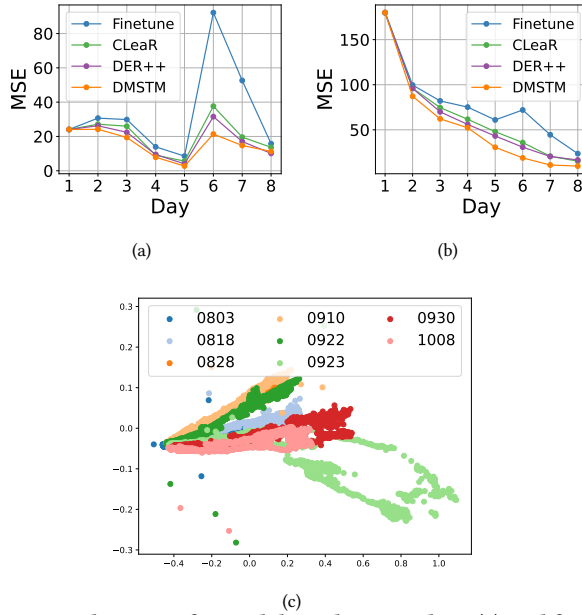 Finetune
CLeaR
DER++
DMSTM
MSE
80
60
40
20
0
1 2 3 4 5 6 7 8
Day
(a)
Finetune
CLeaR
DER++
DMSTM
MSE
150
100
50
1 2 3 4 5 6 7 8
Day
(b)
0803 0910 0930
0818 0922 1008
0828 0923
0.3
0.2
0.1
0.0
−0.1
−0.2
−0.3
−0.4 −0.2 0.0 0.2 0.4 0.6 0.8 1.0
(c)